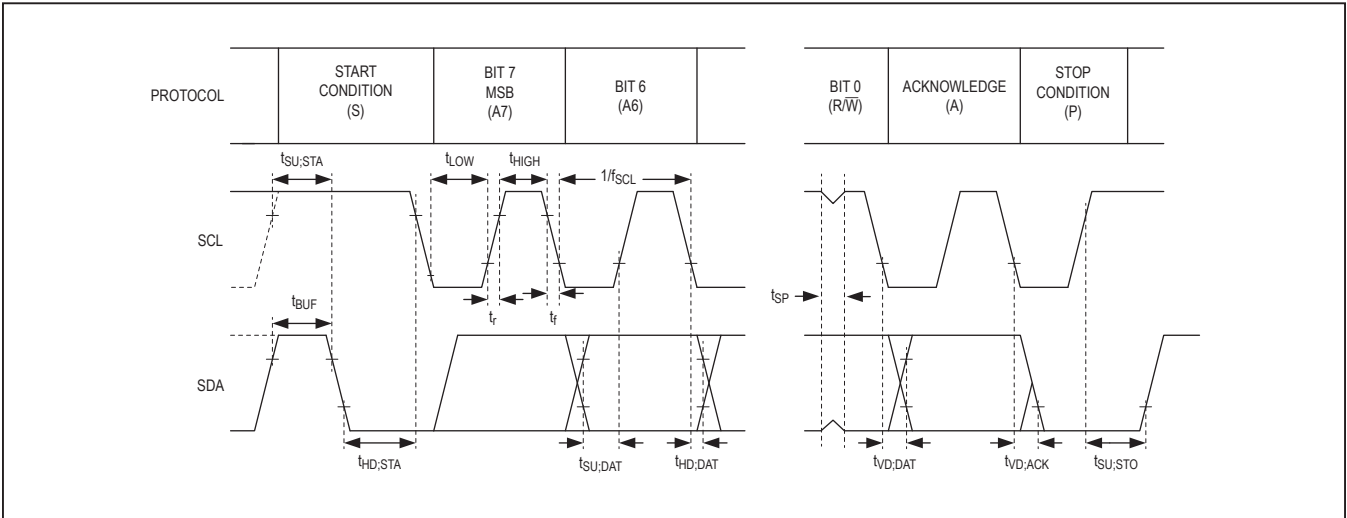 PROTOCOL
START
CONDITION
(S)
BIT 7
MSB
(A7)
BIT 6
(A6)
BIT 0
(R/W̅)
ACKNOWLEDGE
(A)
STOP
CONDITION
(P)
tSU;STA
tLOW
tHIGH
1/fSCL
SCL
tBUF
tr
tf
tSP
SDA
tHD;STA
tSU;DAT
tHD;DAT
tVD;DAT
tVD;ACK
tSU;STO